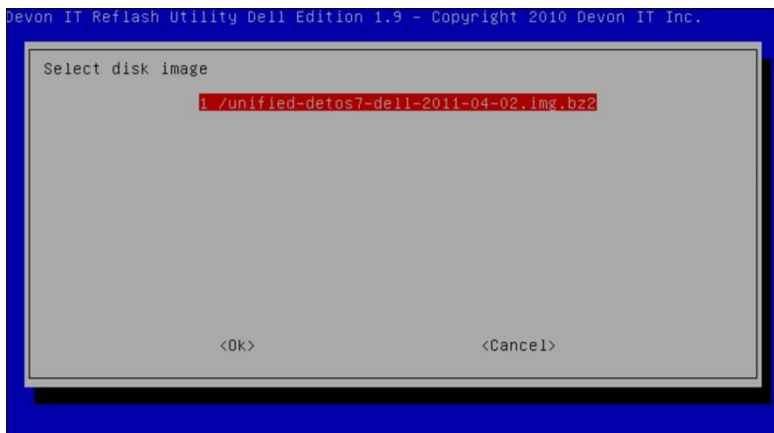 Devon IT Reflash Utility Dell Edition 1.9 – Copyright 2010 Devon IT Inc.
Select disk image
1 /unified-detos7-dell-2011-04-02.img.bz2
<Ok> <Cancel>